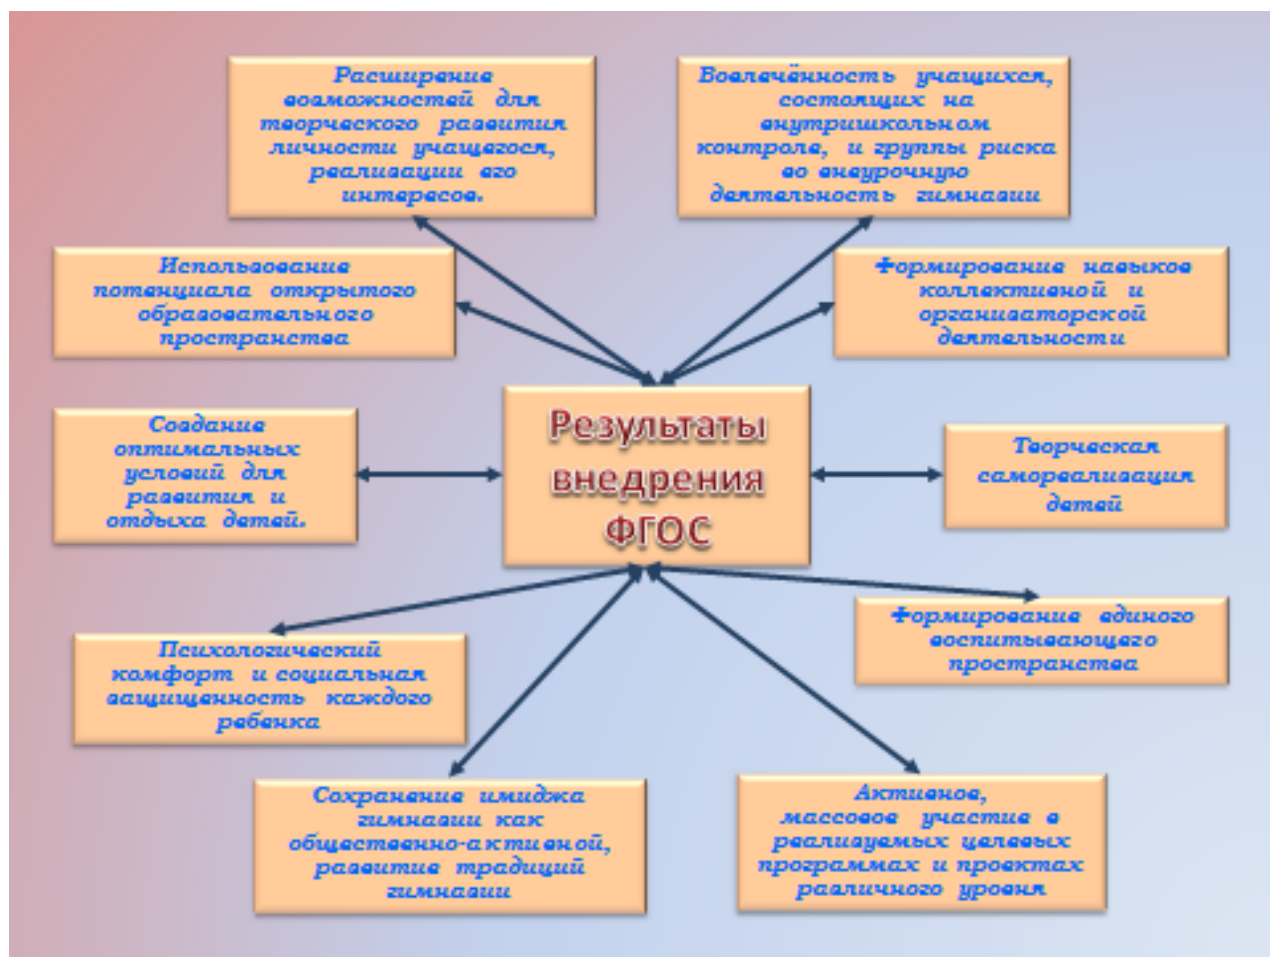 Расширение
возможностей для
творческого развития
личности учащегося,
реализации его
интересов.
Вовлечённость учащихся,
состоящих на
внутришкольном
контроле, и группы риска
во внеурочную
деятельность гимназии
Использование
потенциала открытого
образовательного
пространства
Формирование навыков
коллективной и
организаторской
деятельности
Создание
оптимальных
условий для
развития и
отдыха детей.
Результаты
внедрения
ФГОС
Творческая
самореализация
детей
Психологический
комфорт и социальная
защищенность каждого
ребенка
Формирование единого
воспитывающего
пространства
Сохранение имиджа
гимназии как
общественно-активной,
развитие традиций
гимназии
Активное,
массовое участие в
реализуемых целевых
программах и проектах
различного уровня